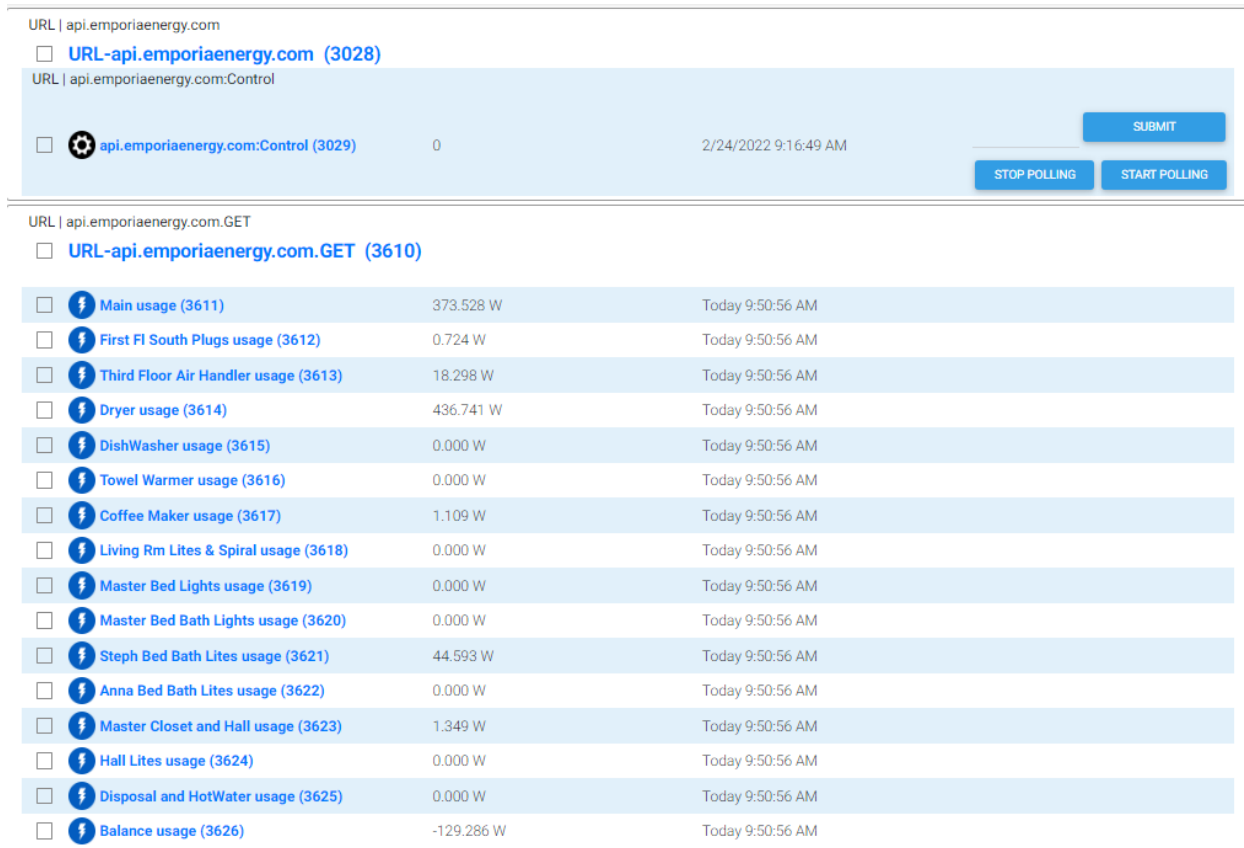 URL | api.emporiaenergy.com
URL-api.emporiaenergy.com (3028)
URL | api.emporiaenergy.com:Control
api.emporiaenergy.com:Control (3029) 0 2/24/2022 9:16:49 AM SUBMIT
STOP POLLING START POLLING
URL | api.emporiaenergy.com.GET
URL-api.emporiaenergy.com.GET (3610)
Main usage (3611) 373.528 W Today 9:50:56 AM
First Fl South Plugs usage (3612) 0.724 W Today 9:50:56 AM
Third Floor Air Handler usage (3613) 18.298 W Today 9:50:56 AM
Dryer usage (3614) 436.741 W Today 9:50:56 AM
DishWasher usage (3615) 0.000 W Today 9:50:56 AM
Towel Warmer usage (3616) 0.000 W Today 9:50:56 AM
Coffee Maker usage (3617) 1.109 W Today 9:50:56 AM
Living Rm Lites & Spiral usage (3618) 0.000 W Today 9:50:56 AM
Master Bed Lights usage (3619) 0.000 W Today 9:50:56 AM
Master Bed Bath Lights usage (3620) 0.000 W Today 9:50:56 AM
Steph Bed Bath Lites usage (3621) 44.593 W Today 9:50:56 AM
Anna Bed Bath Lites usage (3622) 0.000 W Today 9:50:56 AM
Master Closet and Hall usage (3623) 1.349 W Today 9:50:56 AM
Hall Lites usage (3624) 0.000 W Today 9:50:56 AM
Disposal and HotWater usage (3625) 0.000 W Today 9:50:56 AM
Balance usage (3626) -129.286 W Today 9:50:56 AM